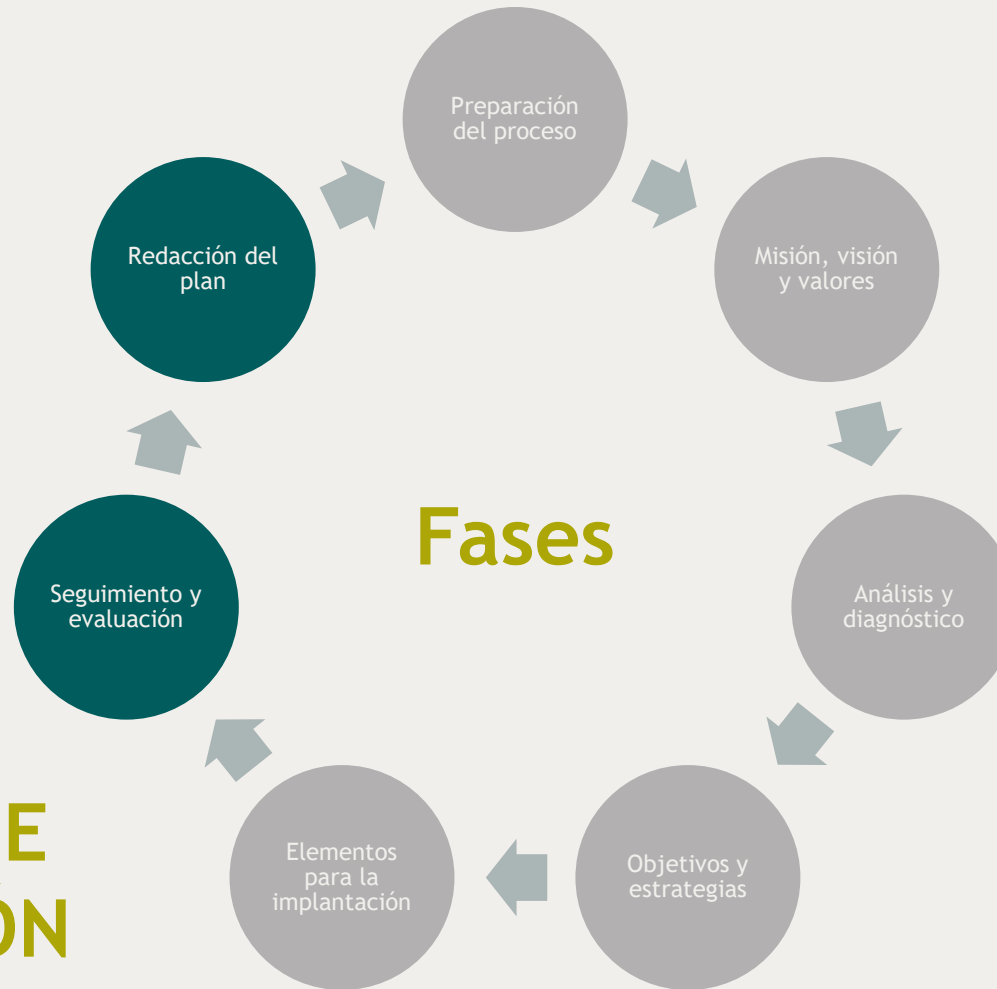 Preparación
del proceso
Misión, visión
y valores
Análisis y
diagnóstico
Objetivos y
estrategias
Elementos
para la
implantación
Seguimiento y
evaluación
Redacción del
plan
Fases
E
ÓN